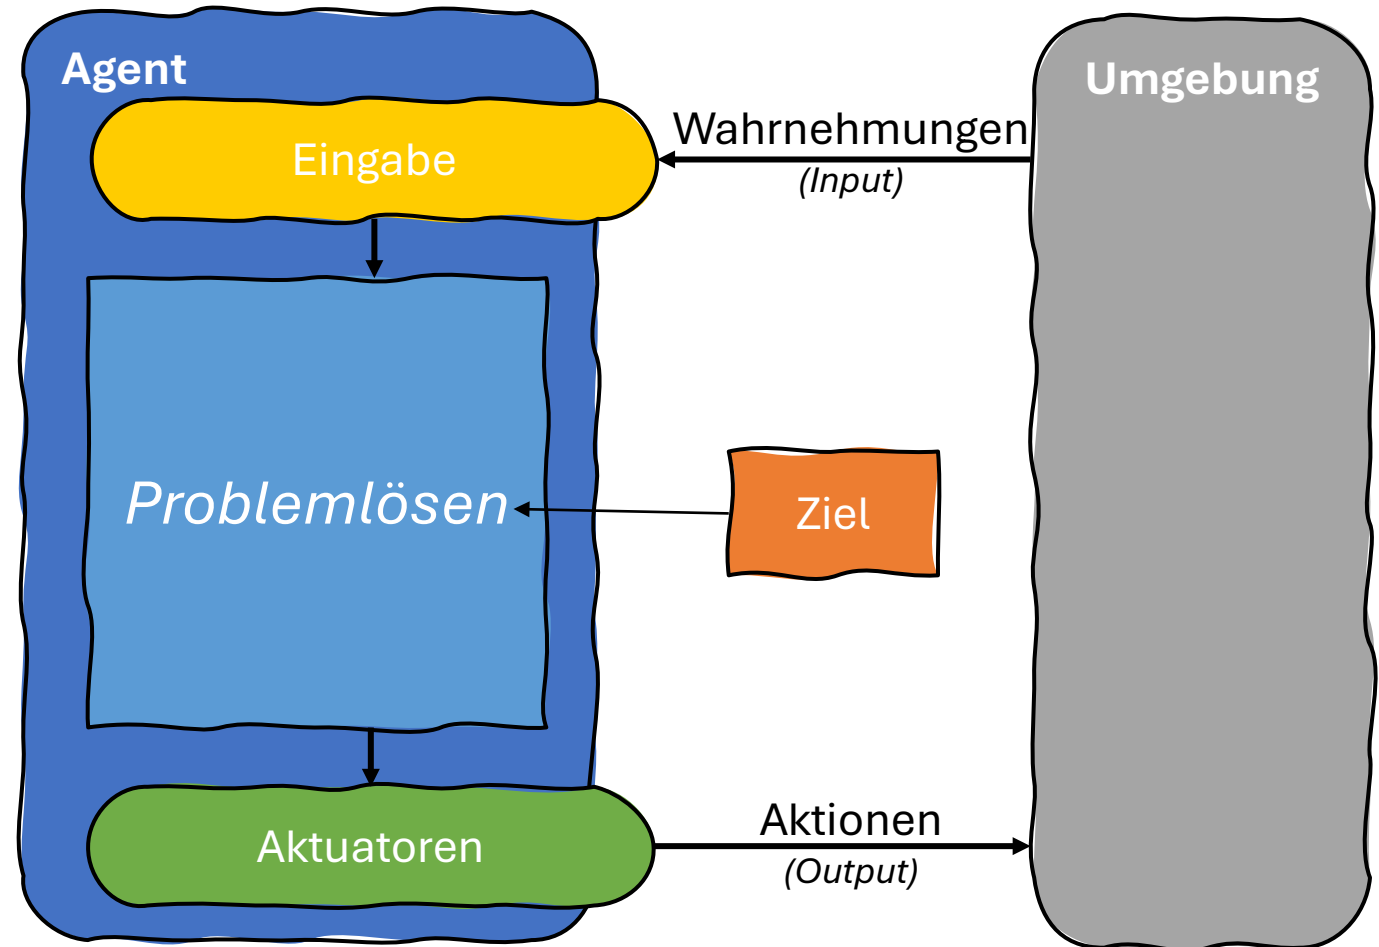 Agent
Umgebung
Eingabe
Wahrnehmungen
(Input)
Problemlösen
Ziel
Aktuatoren
Aktionen
(Output)